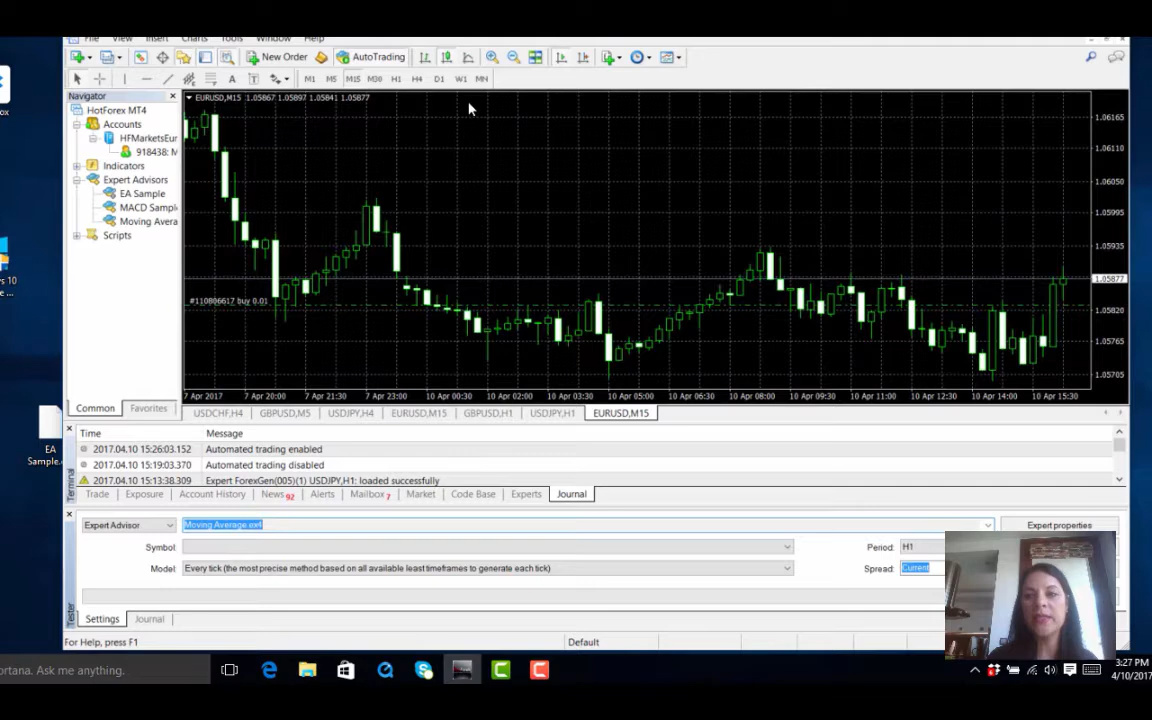 File View Insert Charts Tools Window Help
New Order AutoTrading
A T M1 M5 M15 M30 H1 H4 D1 W1 MN
Navigator
HotForex MT4
Accounts
HFMarketsEur
918438: M
Indicators
Expert Advisors
EA Sample
MACD Sampl
Moving Avera
Scripts
Common Favorites
EURUSD,M15 1.05867 1.05897 1.05841 1.05877
#110806617 buy 0.01
1.06165
1.06110
1.06050
1.05995
1.05935
1.05877
1.05820
1.05765
1.05705
7 Apr 2017 7 Apr 20:00 7 Apr 21:30 7 Apr 23:00 10 Apr 00:30 10 Apr 02:00 10 Apr 03:30 10 Apr 05:00 10 Apr 06:30 10 Apr 08:00 10 Apr 09:30 10 Apr 11:00 10 Apr 12:30 10 Apr 14:00 10 Apr 15:30
USDCHF,H4 GBPUSD,M5 USDJPY,H4 EURUSD,M15 GBPUSD,H1 USDJPY,H1 EURUSD,M15
Time Message
2017.04.10 15:26:03.152 Automated trading enabled
2017.04.10 15:19:03.370 Automated trading disabled
2017.04.10 15:13:38.309 Expert ForexGen(005)(1) USDJPY,H1: loaded successfully
Terminal
Trade Exposure Account History News 92 Alerts Mailbox 7 Market Code Base Experts Journal
Expert Advisor Moving Average.ex4 Expert properties
Symbol: Period: H1
Model: Every tick (the most precise method based on all available least timeframes to generate each tick) Spread: Current
Tester
Settings Journal
For Help, press F1 Default
ox
ys 10
e ...
EA
Sample.
ortana. Ask me anything.
3:27 PM
4/10/2017